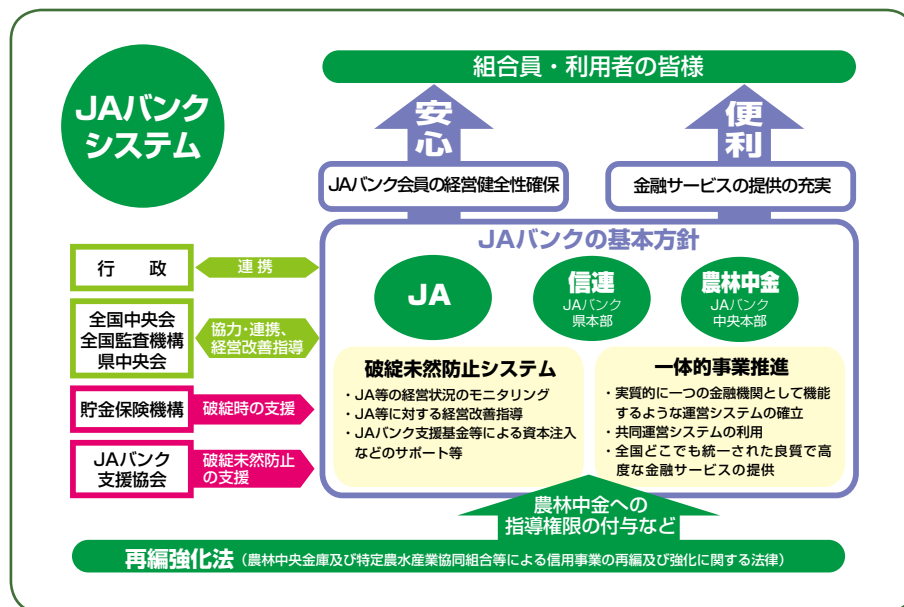 JAバンク
システム
組合員・利用者の皆様
安心
便利
JAバンク会員の経営健全性確保
金融サービスの提供の充実
JAバンクの基本方針
行　政
連 携
全国中央会
全国監査機構
県中央会
協力・連携、
経営改善指導
貯金保険機構
破綻時の支援
JAバンク
支援協会
破綻未然防止
の支援
JA
信連
JAバンク
県本部
農林中金
JAバンク
中央本部
破綻未然防止システム
・JA等の経営状況のモニタリング
・JA等に対する経営改善指導
・JAバンク支援基金等による資本注入
などのサポート等
一体的事業推進
・実質的に一つの金融機関として機能
するような運営システムの確立
・共同運営システムの利用
・全国どこでも統一された良質で高
度な金融サービスの提供
農林中金への
指導権限の付与など
再編強化法（農林中央金庫及び特定農水産業協同組合等による信用事業の再編及び強化に関する法律）